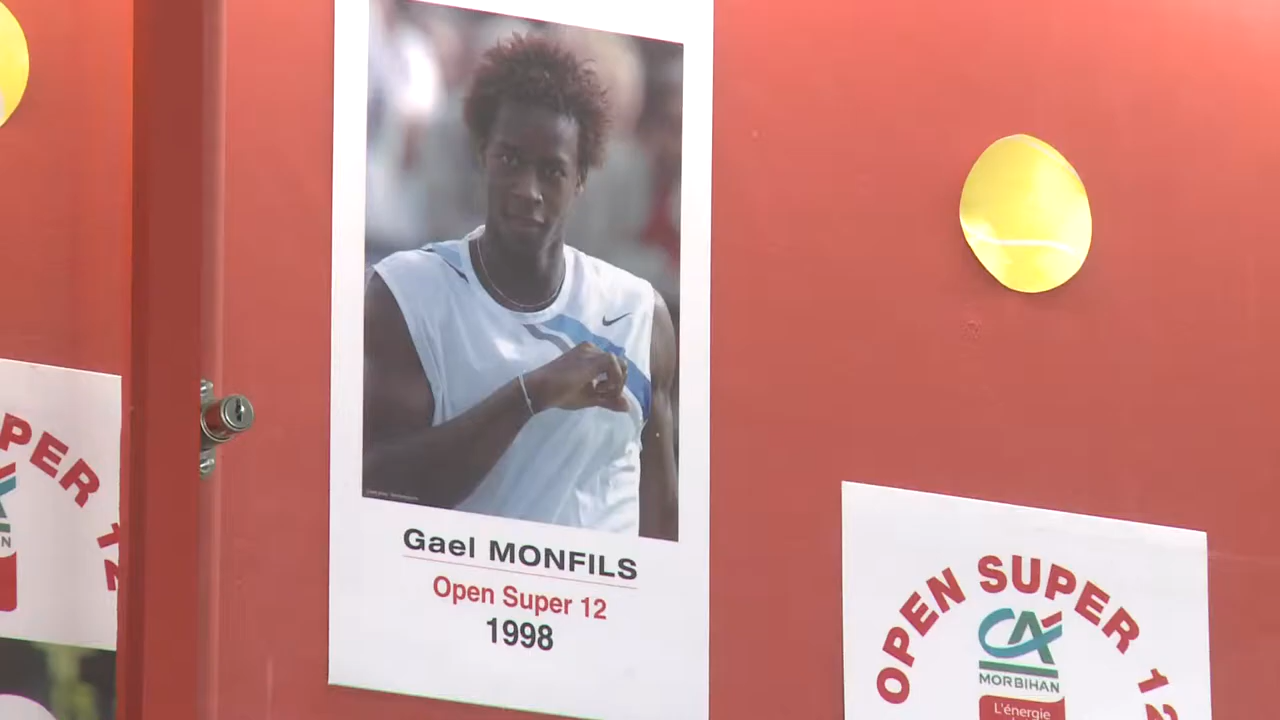 PER 12
N
Gael MONFILS
Open Super 12
1998
OPEN SUPER 12
CA
MORBIHAN
L'énergie